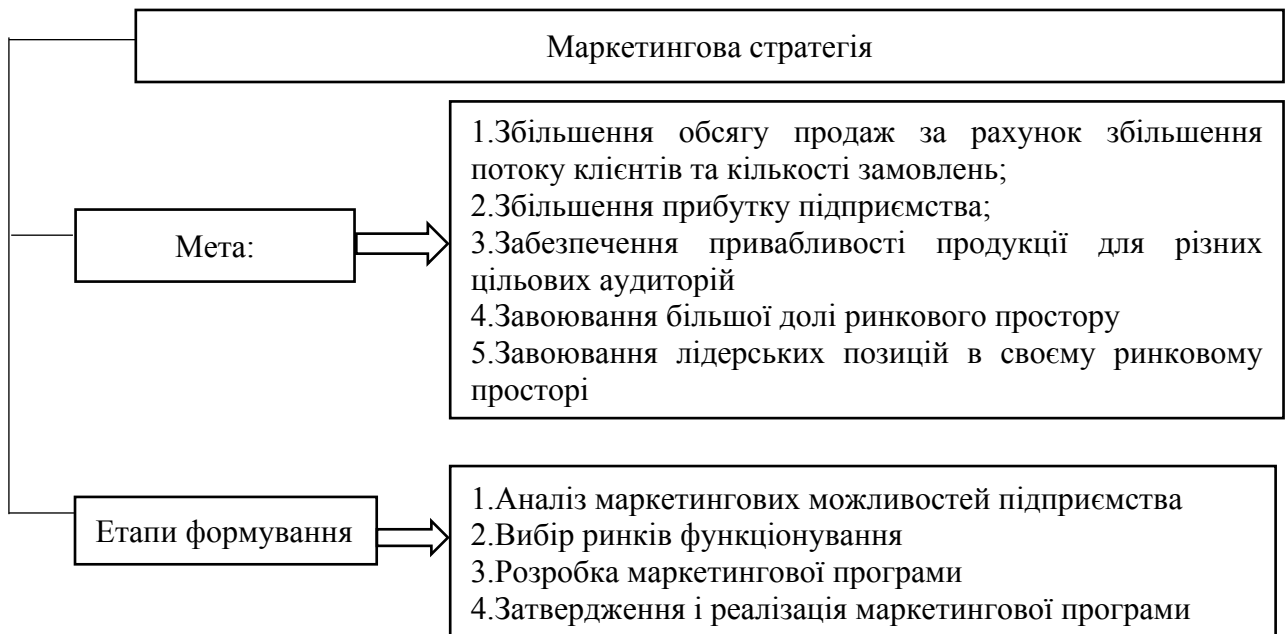 Маркетингова стратегія
Мета:
1.Збільшення обсягу продаж за рахунок збільшення
потоку клієнтів та кількості замовлень;
2.Збільшення прибутку підприємства;
3.Забезпечення привабливості продукції для різних
цільових аудиторій
4.Завоювання більшої долі ринкового простору
5.Завоювання лідерських позицій в своєму ринковому
просторі
Етапи формування
1.Аналіз маркетингових можливостей підприємства
2.Вибір ринків функціонування
3.Розробка маркетингової програми
4.Затвердження і реалізація маркетингової програми